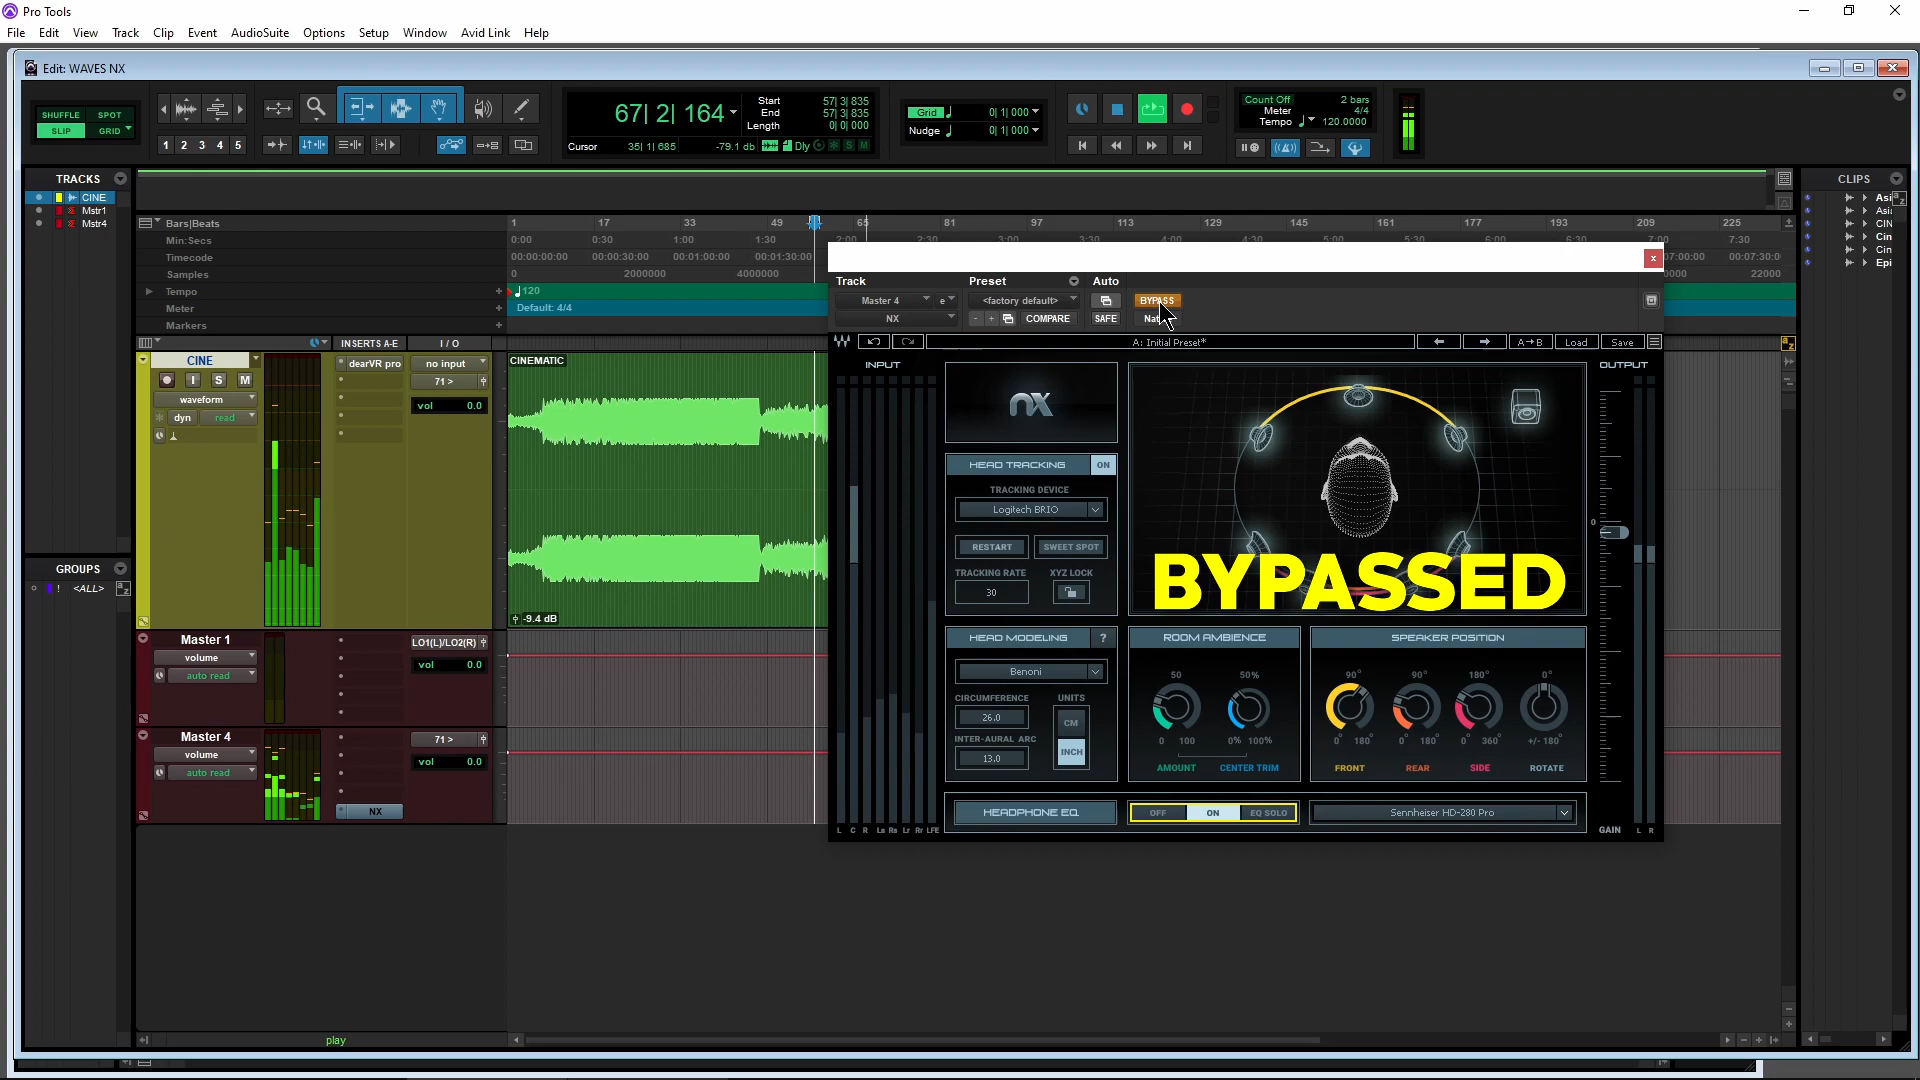 Pro Tools
File Edit View Track Clip Event AudioSuite Options Setup Window Avid Link Help
Edit: WAVES NX
SHUFFLE SPOT
SLIP GRID
1 2 3 4 5
67| 2| 164
Start 57| 3| 835
End 57| 3| 835
Length 0| 0| 000
Cursor 35| 1| 685 -79.1 db Dly S M
Grid 0| 1| 000
Nudge 0| 1| 000
Count Off 2 bars
Meter 4/4
Tempo 120.0000
TRACKS
CINE
Mstr1
Mstr4
CLIPS
Asi
Asi
CIN
Cin
Cin
Epi
GROUPS
! <ALL>
Bars|Beats 1 17 33 49 65 81 97 113 129 145 161 177 193 209 225
Min:Secs 0:00 0:30 1:00 1:30 2:00 2:30 3:00 3:30 4:00 4:30 5:00 5:30 6:00 6:30 7:00 7:30
Timecode 00:00:00:00 00:00:30:00 00:01:00:00 00:01:30:00 7:00:00 00:07:30:0
Samples 0 2000000 4000000 0000 22000
Tempo 120
Meter Default: 4/4
Markers
INSERTS A-E I / O
CINE
I S M
waveform
dyn read
dearVR pro
no input
71 >
vol 0.0
CINEMATIC
-9.4 dB
Master 1
volume
auto read
LO1(L)/LO2(R)
vol 0.0
Master 4
volume
auto read
71 >
vol 0.0
NX
play
Track Preset Auto
Master 4 e <factory default> BYPASS
NX - + COMPARE SAFE Nat
A: Initial Preset* A→B Load Save
INPUT
OUTPUT
nx
HEAD TRACKING ON
TRACKING DEVICE
Logitech BRIO
RESTART SWEET SPOT
TRACKING RATE XYZ LOCK
30
BYPASSED
0
HEAD MODELING ?
Benoni
CIRCUMFERENCE UNITS
26.0 CM
INTER-AURAL ARC
13.0 INCH
ROOM AMBIENCE
50 50%
0 100 0% 100%
AMOUNT CENTER TRIM
SPEAKER POSITION
90° 90° 180° 0°
0° 180° 0° 180° 0° 360° +/- 180°
FRONT REAR SIDE ROTATE
HEADPHONE EQ OFF ON EQ SOLO Sennheiser HD-280 Pro
L C R Ls Rs Lr Rr LFE
GAIN L R